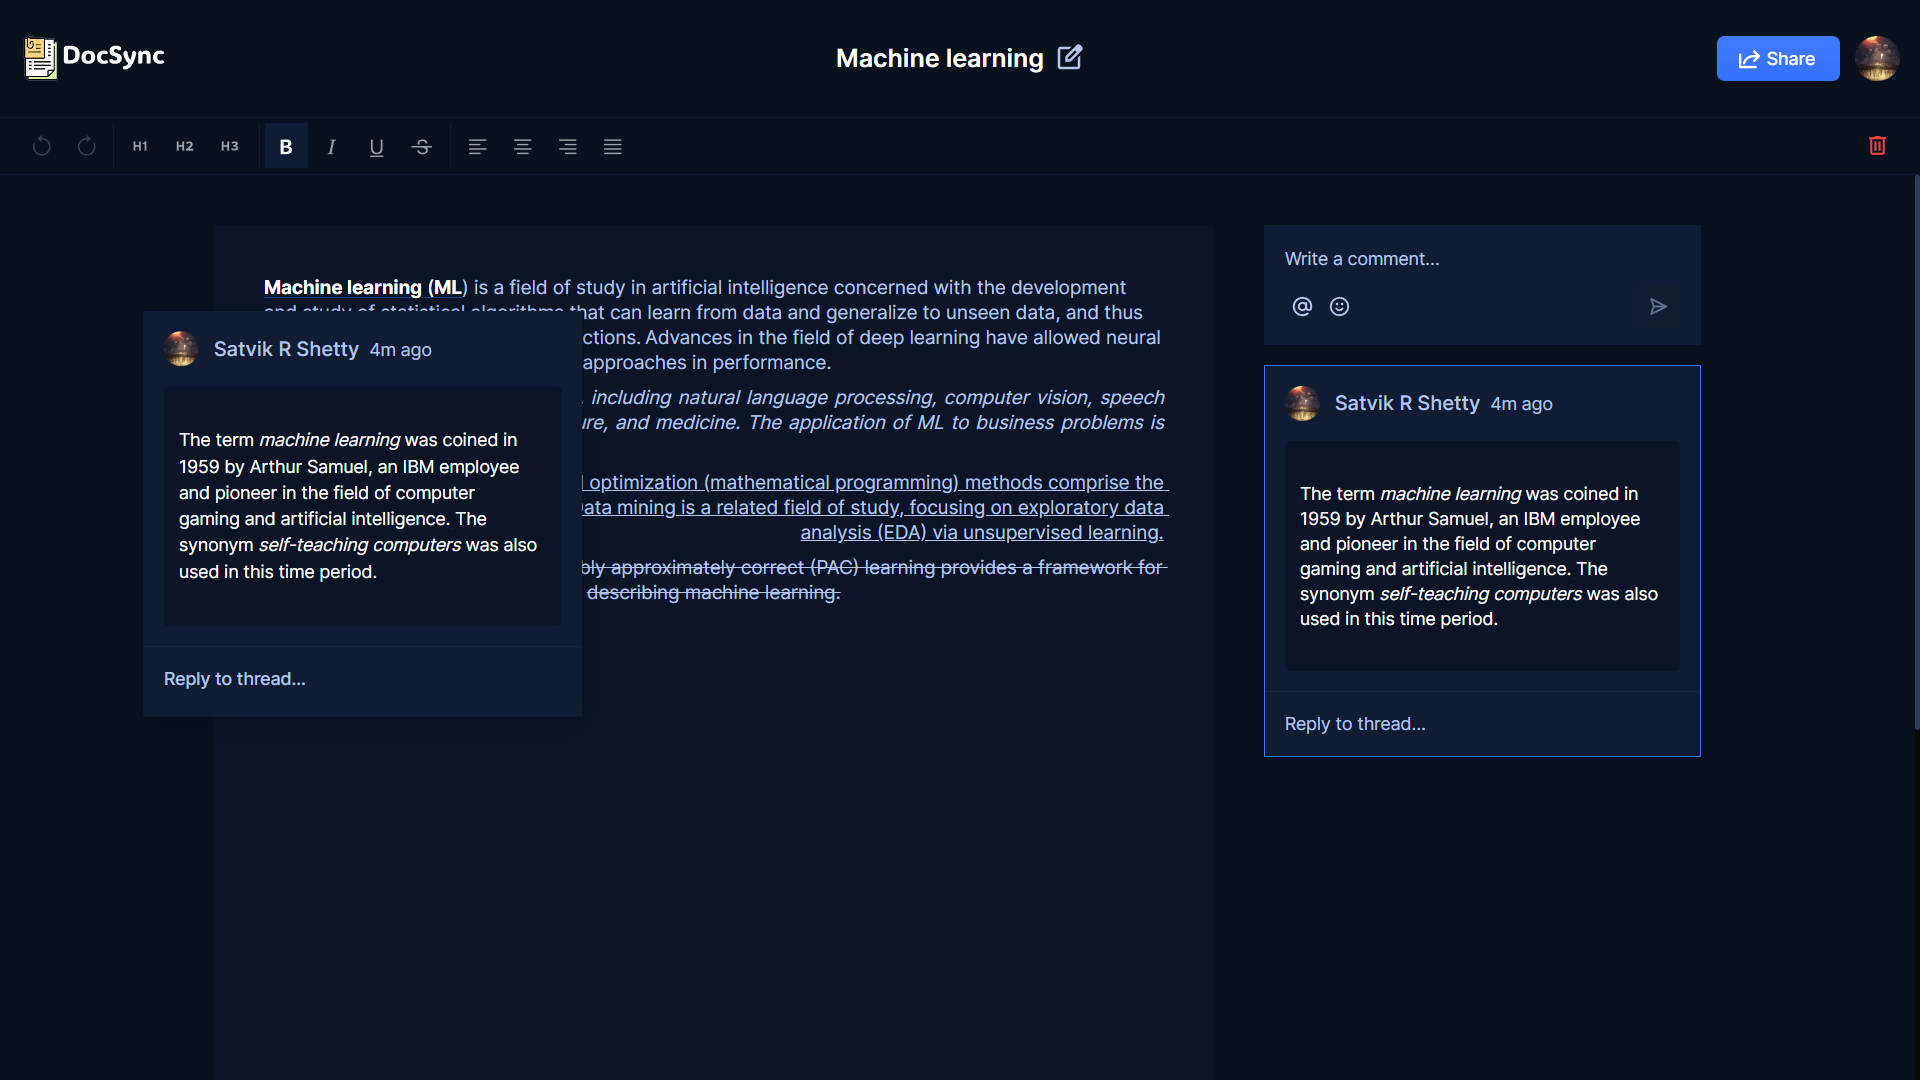 DocSync
Machine learning
Share
H1 H2 H3 B I U S
Machine learning (ML) is a field of study in artificial intelligence concerned with the development
and study of statistical algorithms that can learn from data and generalize to unseen data, and thus
ctions. Advances in the field of deep learning have allowed neural
approaches in performance.
including natural language processing, computer vision, speech
ure, and medicine. The application of ML to business problems is
optimization (mathematical programming) methods comprise the
Data mining is a related field of study, focusing on exploratory data
analysis (EDA) via unsupervised learning.
bly approximately correct (PAC) learning provides a framework for
describing machine learning.
Satvik R Shetty 4m ago
The term machine learning was coined in
1959 by Arthur Samuel, an IBM employee
and pioneer in the field of computer
gaming and artificial intelligence. The
synonym self-teaching computers was also
used in this time period.
Reply to thread…
Write a comment…
@
Satvik R Shetty 4m ago
The term machine learning was coined in
1959 by Arthur Samuel, an IBM employee
and pioneer in the field of computer
gaming and artificial intelligence. The
synonym self-teaching computers was also
used in this time period.
Reply to thread…